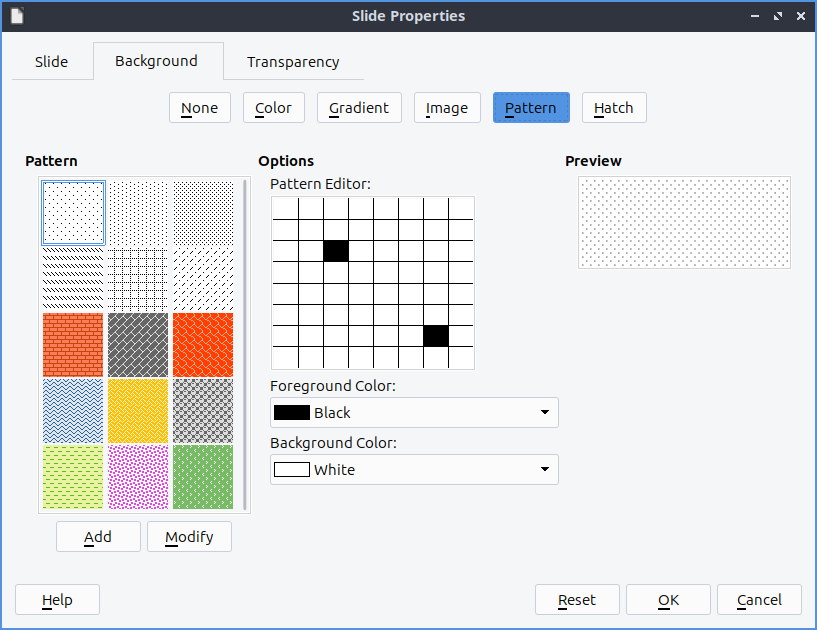 Slide Properties
Slide Background Transparency
None Color Gradient Image Pattern Hatch
Pattern Options Preview
Pattern Editor:
Foreground Color:
Black
Background Color:
White
Add Modify
Help Reset OK Cancel